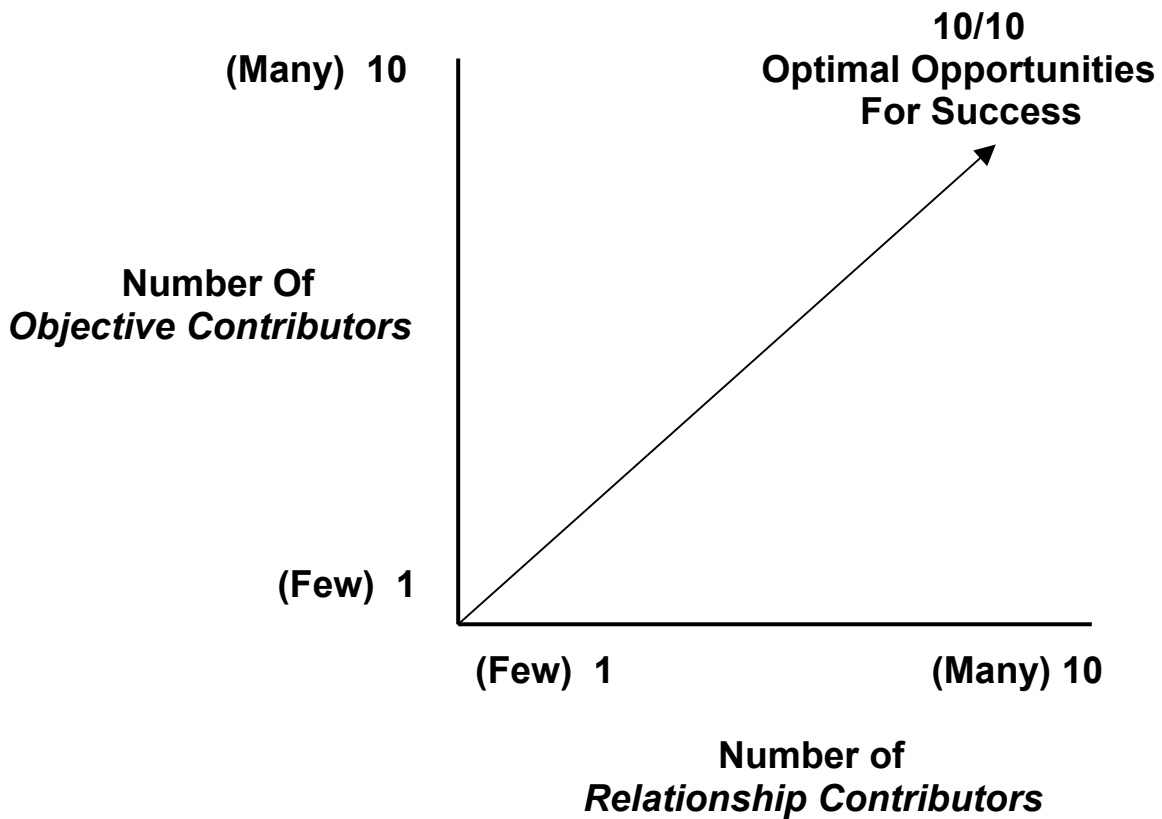 10/10
Optimal Opportunities
For Success
(Many) 10
Number Of
Objective Contributors
(Few) 1
(Few) 1
(Many) 10
Number of
Relationship Contributors